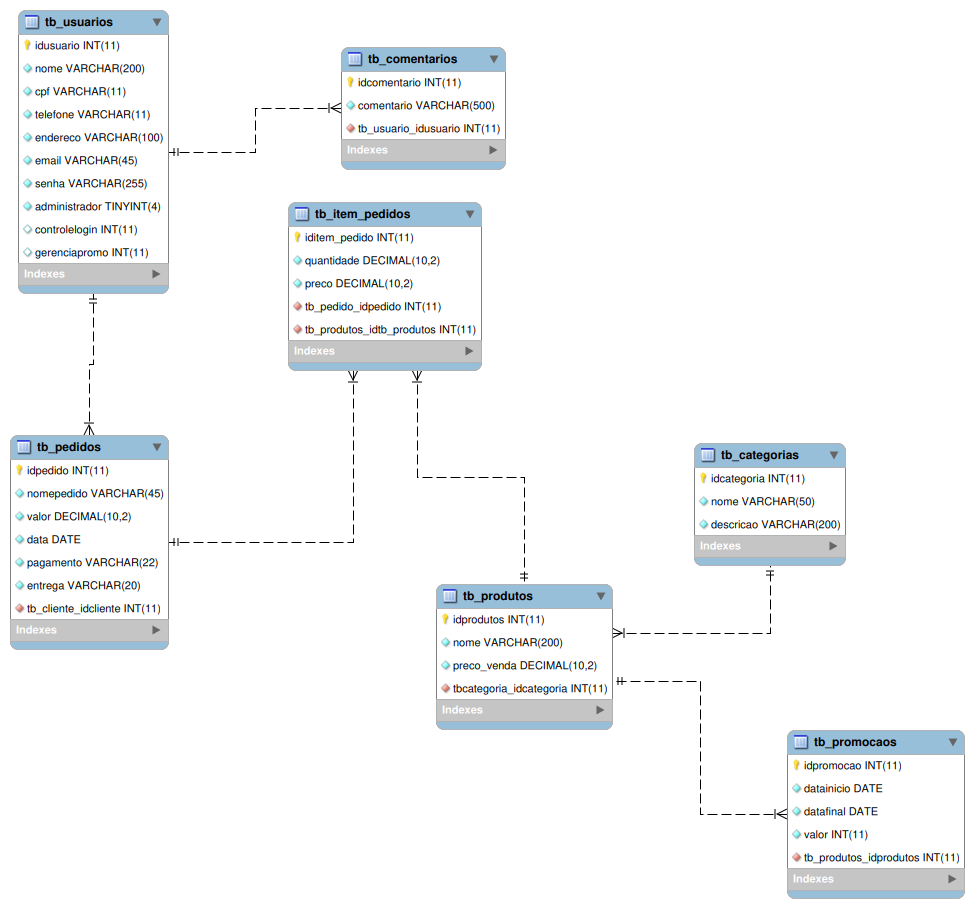 tb_usuarios
idusuario INT(11)
nome VARCHAR(200)
cpf VARCHAR(11)
telefone VARCHAR(11)
endereco VARCHAR(100)
email VARCHAR(45)
senha VARCHAR(255)
administrador TINYINT(4)
controlelogin INT(11)
gerenciapromo INT(11)
Indexes
tb_comentarios
idcomentario INT(11)
comentario VARCHAR(500)
tb_usuario_idusuario INT(11)
Indexes
tb_item_pedidos
iditem_pedido INT(11)
quantidade DECIMAL(10,2)
preco DECIMAL(10,2)
tb_pedido_idpedido INT(11)
tb_produtos_idtb_produtos INT(11)
Indexes
tb_pedidos
idpedido INT(11)
nomepedido VARCHAR(45)
valor DECIMAL(10,2)
data DATE
pagamento VARCHAR(22)
entrega VARCHAR(20)
tb_cliente_idcliente INT(11)
Indexes
tb_categorias
idcategoria INT(11)
nome VARCHAR(50)
descricao VARCHAR(200)
Indexes
tb_produtos
idprodutos INT(11)
nome VARCHAR(200)
preco_venda DECIMAL(10,2)
tbcategoria_idcategoria INT(11)
Indexes
tb_promocaos
idpromocao INT(11)
datainicio DATE
datafinal DATE
valor INT(11)
tb_produtos_idprodutos INT(11)
Indexes